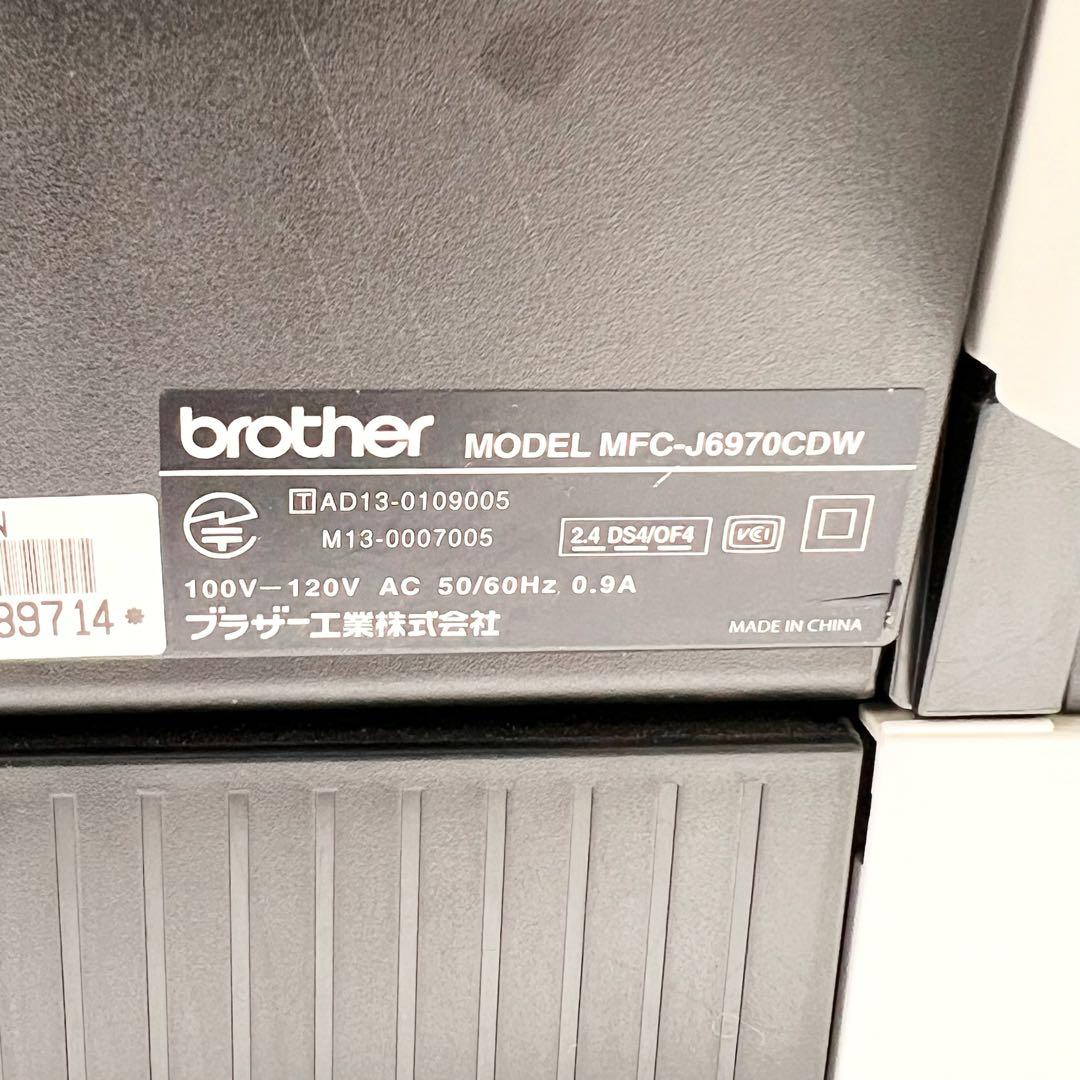 brother MODEL MFC-J6970CDW
T AD13-0109005
M13-0007005
2.4 DS4/OF4
VCI
100V－120V AC 50/60Hz 0.9A
ブラザー工業株式会社
MADE IN CHINA
N
89714*